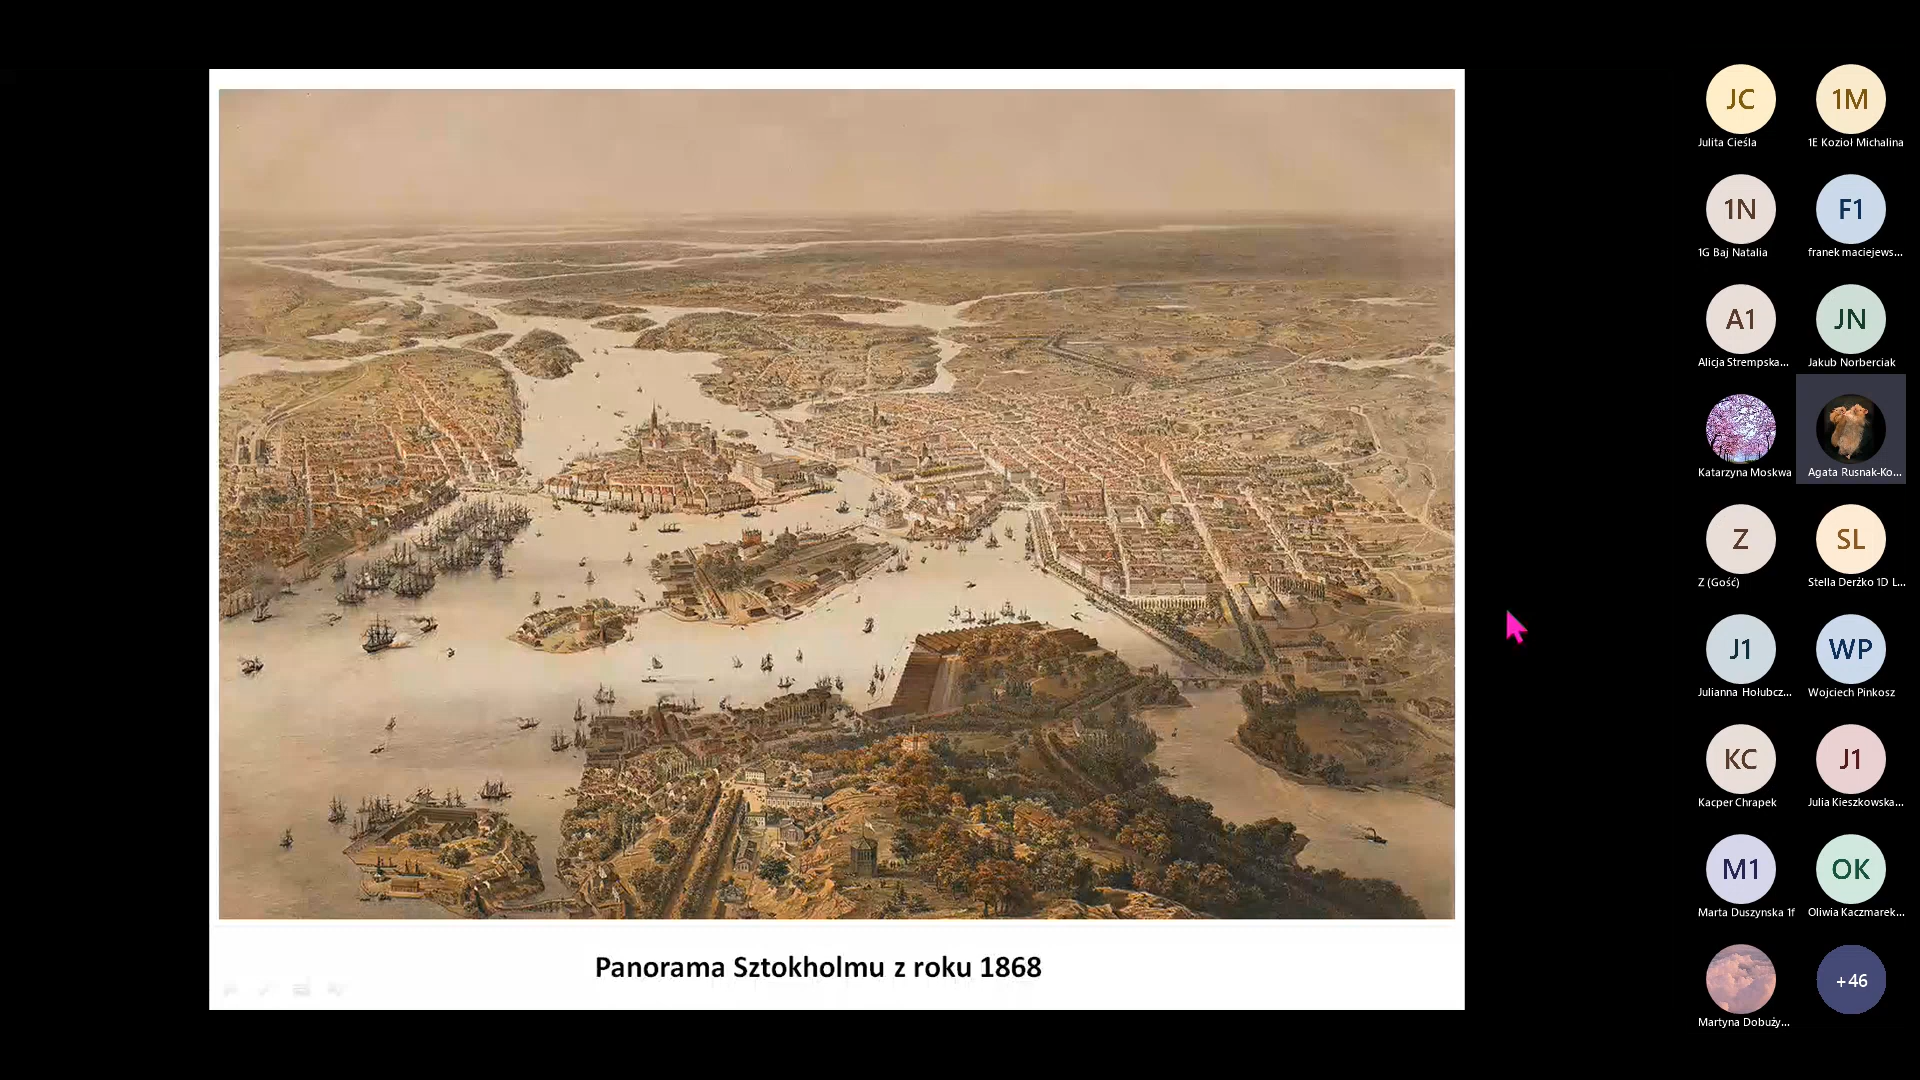 Panorama Sztokholmu z roku 1868
JC
1M
Julita Cieśla
1E Kozioł Michalina
1N
F1
1G Baj Natalia
franek maciejews...
A1
JN
Alicja Strempska...
Jakub Norberciak
Katarzyna Moskwa
Agata Rusnak-Ko...
Z
SL
Z (Gość)
Stella Derżko 1D L...
J1
WP
Julianna Hołubcz...
Wojciech Pinkosz
KC
J1
Kacper Chrapek
Julia Kieszkowska...
M1
OK
Marta Duszynska 1f
Oliwia Kaczmarek...
+46
Martyna Dobuży...